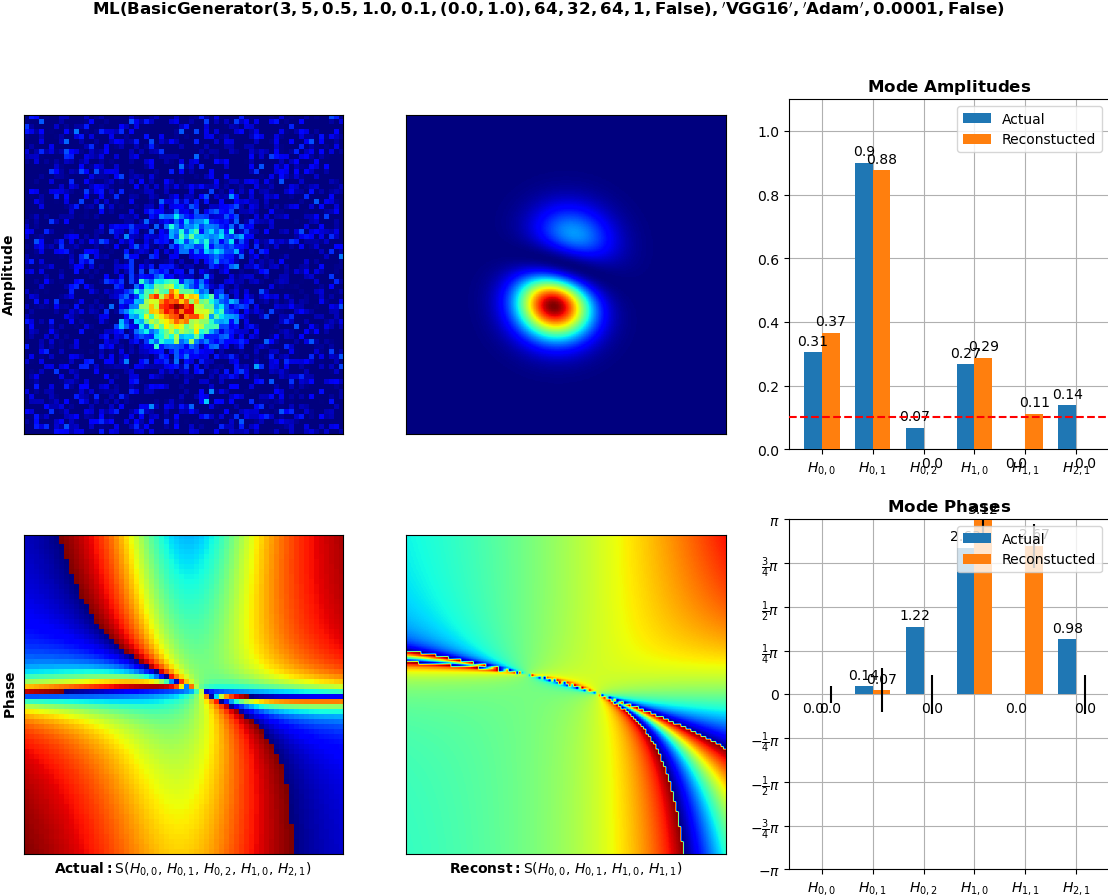 ML(BasicGenerator(3, 5, 0.5, 1.0, 0.1, (0.0, 1.0), 64, 32, 64, 1, False), 'VGG16', 'Adam', 0.0001, False)
Mode Amplitudes
Actual
Reconstucted
1.0
0.8
0.6
0.4
0.2
0.0
0.31
0.37
0.9
0.88
0.07
0.0
0.27
0.29
0.0
0.11
0.14
0.0
H0,0
H0,1
H0,2
H1,0
H1,1
H2,1
Amplitude
Mode Phases
Actual
Reconstucted
π
3/4π
1/2π
1/4π
0
−1/4π
−1/2π
−3/4π
−π
0.0
0.0
0.14
0.07
1.22
0.0
3.12
0.0
0.98
0.0
H0,0
H0,1
H0,2
H1,0
H1,1
H2,1
Phase
Actual: S(H0,0, H0,1, H0,2, H1,0, H2,1)
Reconst: S(H0,0, H0,1, H1,0, H1,1)